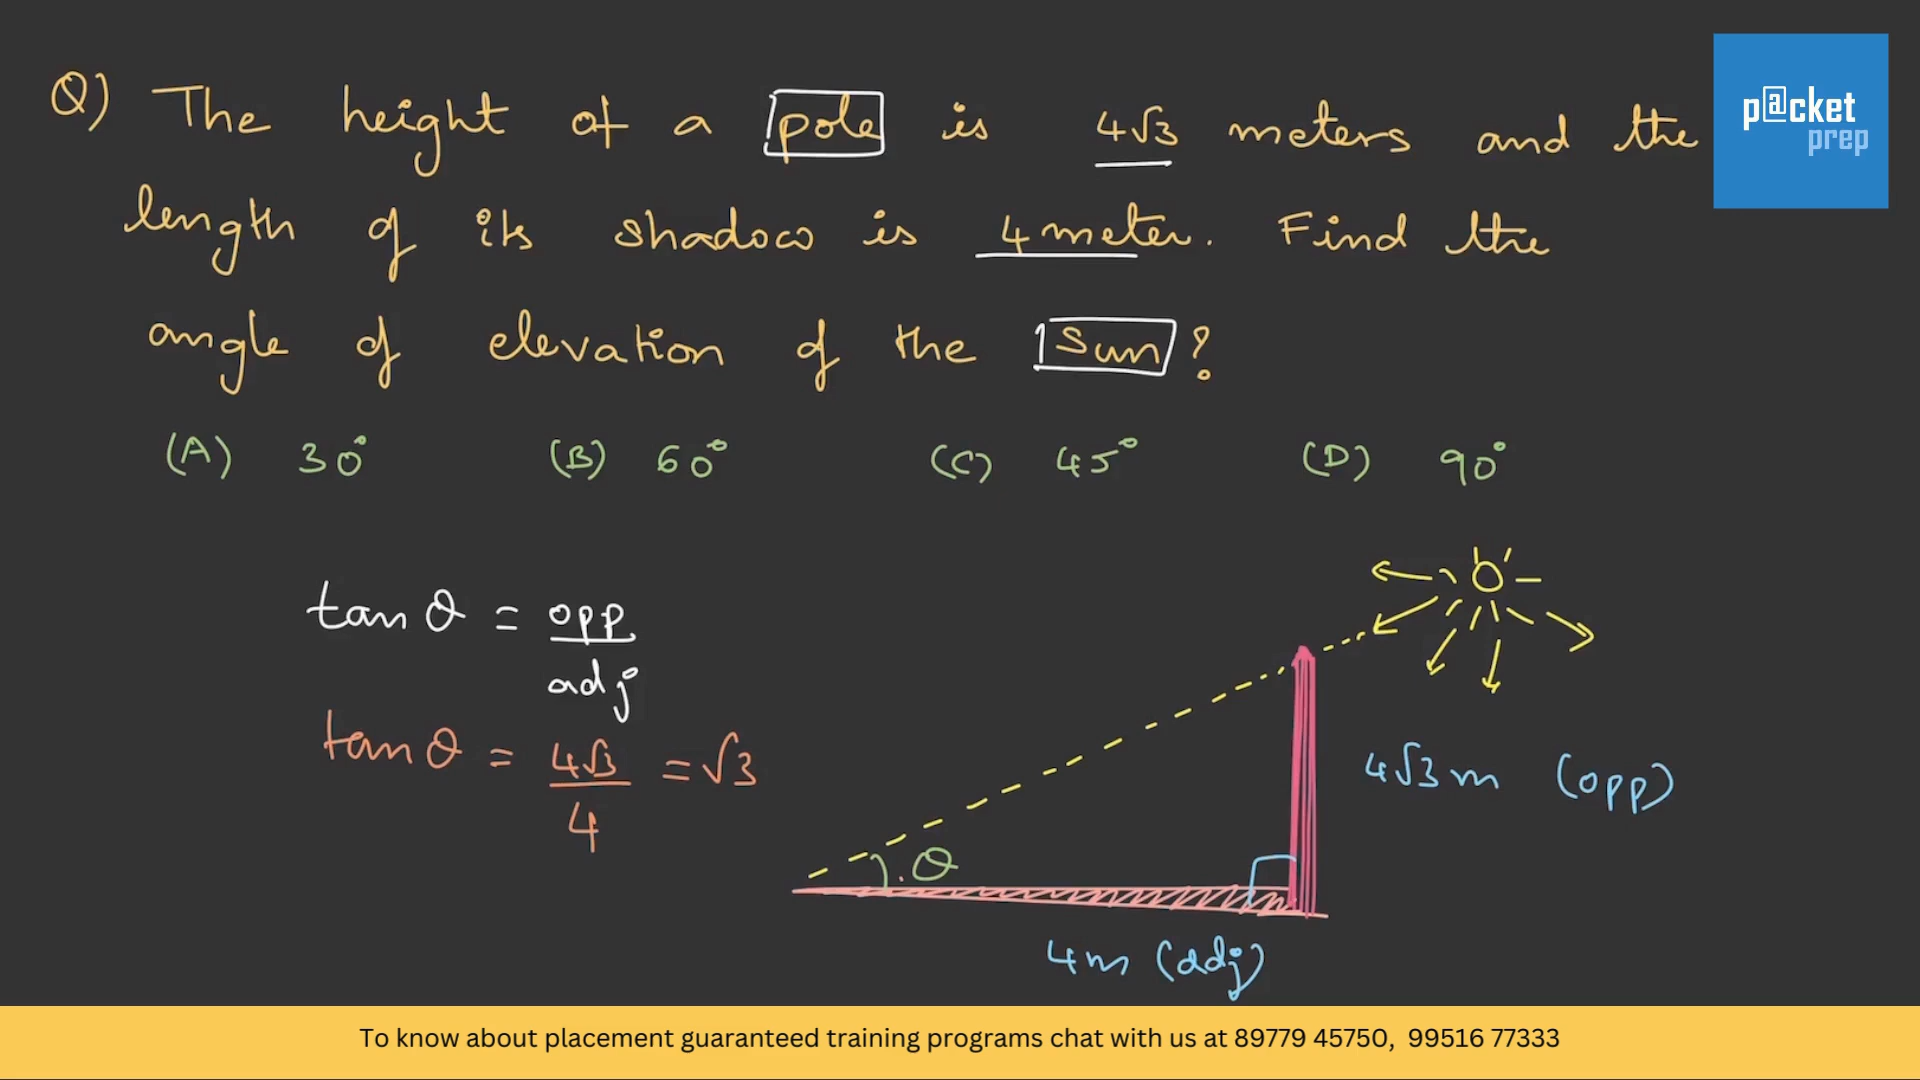 Q) The height of a pole is 4√3 meters and the
length of its shadow is 4 meter. Find the
angle of elevation of the Sun?
(A) 30° (B) 60° (C) 45° (D) 90°
p@cket
prep
tan θ = opp
adj
tan θ = 4√3 = √3
4
θ
4√3 m (opp)
4m (adj)
To know about placement guaranteed training programs chat with us at 89779 45750, 99516 77333